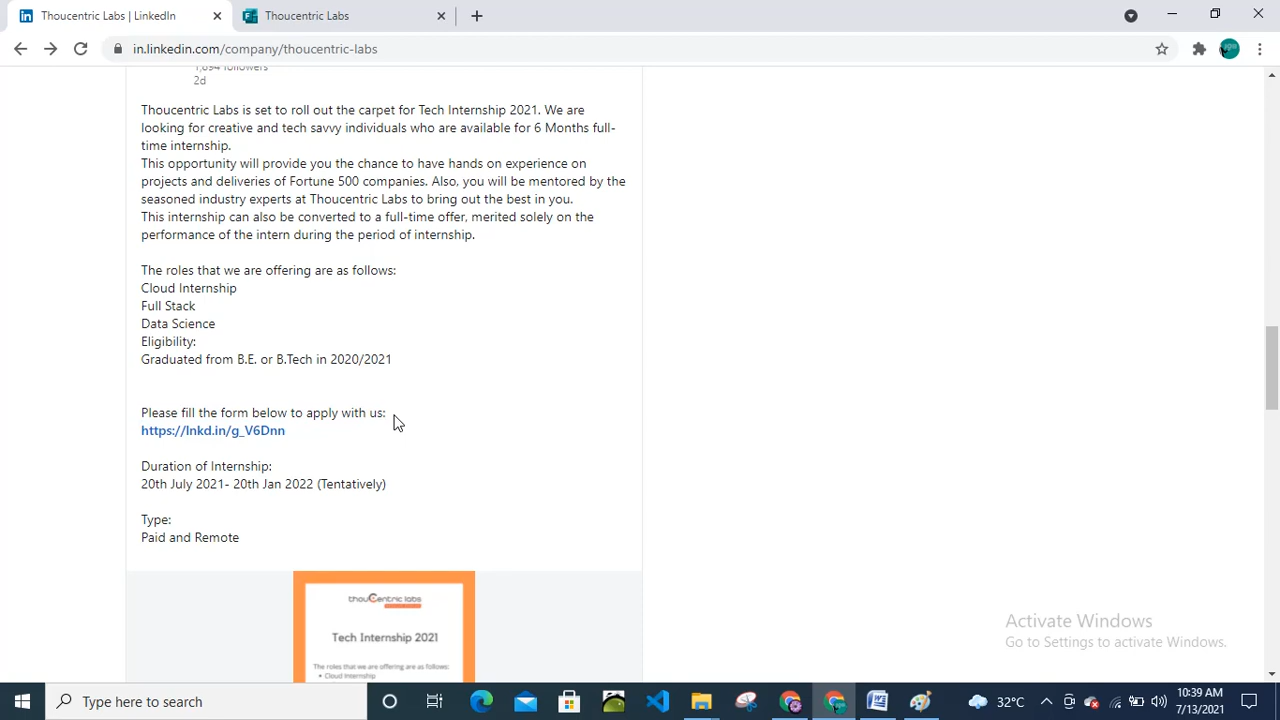 Thoucentric Labs | LinkedIn
Thoucentric Labs
in.linkedin.com/company/thoucentric-labs
1,894 followers
2d
Thoucentric Labs is set to roll out the carpet for Tech Internship 2021. We are
looking for creative and tech savvy individuals who are available for 6 Months full-
time internship.
This opportunity will provide you the chance to have hands on experience on
projects and deliveries of Fortune 500 companies. Also, you will be mentored by the
seasoned industry experts at Thoucentric Labs to bring out the best in you.
This internship can also be converted to a full-time offer, merited solely on the
performance of the intern during the period of internship.
The roles that we are offering are as follows:
Cloud Internship
Full Stack
Data Science
Eligibility:
Graduated from B.E. or B.Tech in 2020/2021
Please fill the form below to apply with us:
https://lnkd.in/g_V6Dnn
Duration of Internship:
20th July 2021- 20th Jan 2022 (Tentatively)
Type:
Paid and Remote
thouCentric labs
Tech Internship 2021
The roles that we are offering are as follows:
• Cloud Internship
Activate Windows
Go to Settings to activate Windows.
Type here to search
32°C
10:39 AM
7/13/2021